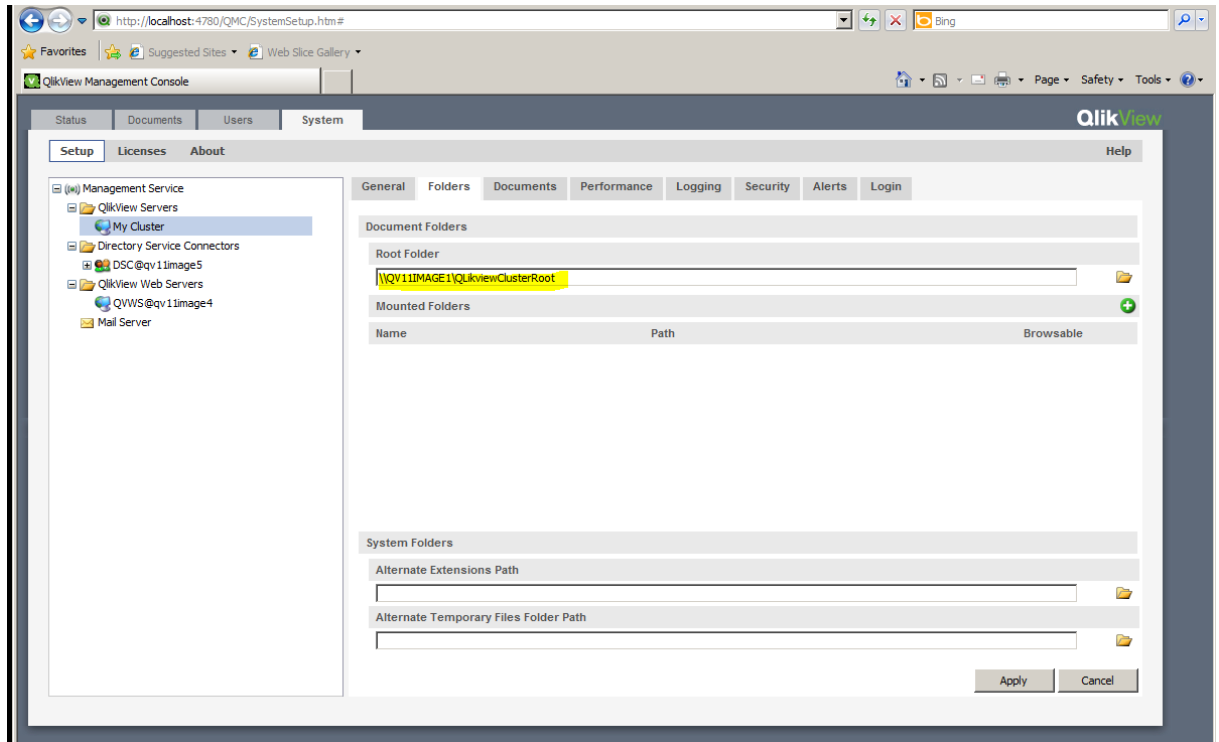 http://localhost:4780/QMC/SystemSetup.htm#
Bing
Favorites Suggested Sites Web Slice Gallery
QlikView Management Console
Page Safety Tools
Status Documents Users System
QlikView
Setup Licenses About Help
Management Service
QlikView Servers
My Cluster
Directory Service Connectors
DSC@qv11image5
QlikView Web Servers
QVWS@qv11image4
Mail Server
General Folders Documents Performance Logging Security Alerts Login
Document Folders
Root Folder
\\QV11IMAGE1\QLikviewClusterRoot
Mounted Folders
Name Path Browsable
System Folders
Alternate Extensions Path
Alternate Temporary Files Folder Path
Apply Cancel